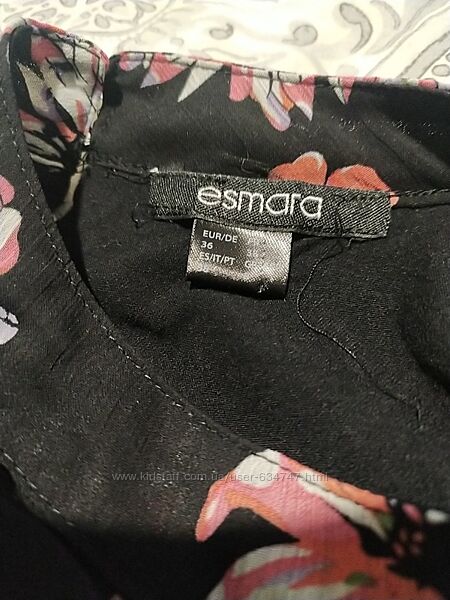 esmara
EUR/DE
36
ES/IT/PT
www.kidstaff.com.ua/user-634747.html